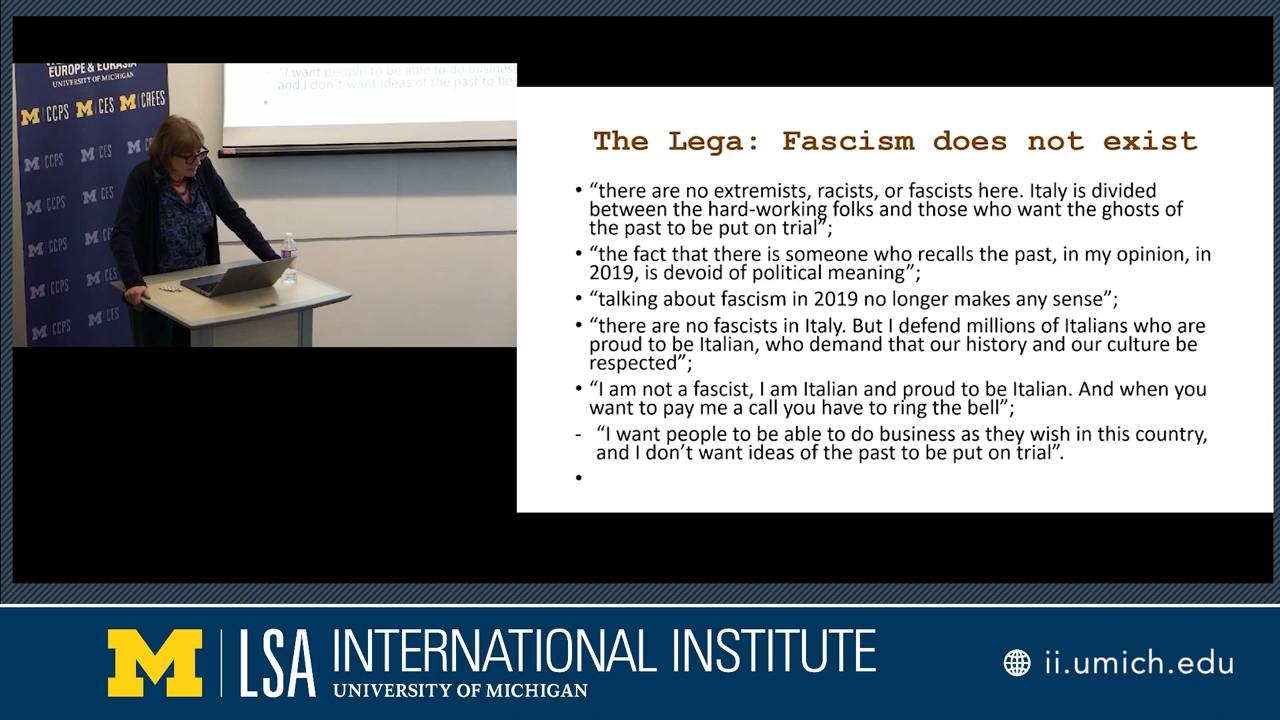 EUROPE & EURASIA
UNIVERSITY OF MICHIGAN
M CCPS M CES M CREES
M CCPS M CES M
M CCPS M CES
M CCPS M CES
M CCPS M CES
M CCPS M CES
"I want people to be able to do business
and I don't want ideas of the past to be
The Lega: Fascism does not exist
• “there are no extremists, racists, or fascists here. Italy is divided
between the hard-working folks and those who want the ghosts of
the past to be put on trial”;
• “the fact that there is someone who recalls the past, in my opinion, in
2019, is devoid of political meaning”;
• “talking about fascism in 2019 no longer makes any sense”;
• “there are no fascists in Italy. But I defend millions of Italians who are
proud to be Italian, who demand that our history and our culture be
respected”;
• “I am not a fascist, I am Italian and proud to be Italian. And when you
want to pay me a call you have to ring the bell”;
- “I want people to be able to do business as they wish in this country,
and I don’t want ideas of the past to be put on trial”.
•
M LSA INTERNATIONAL INSTITUTE
UNIVERSITY OF MICHIGAN
ii.umich.edu